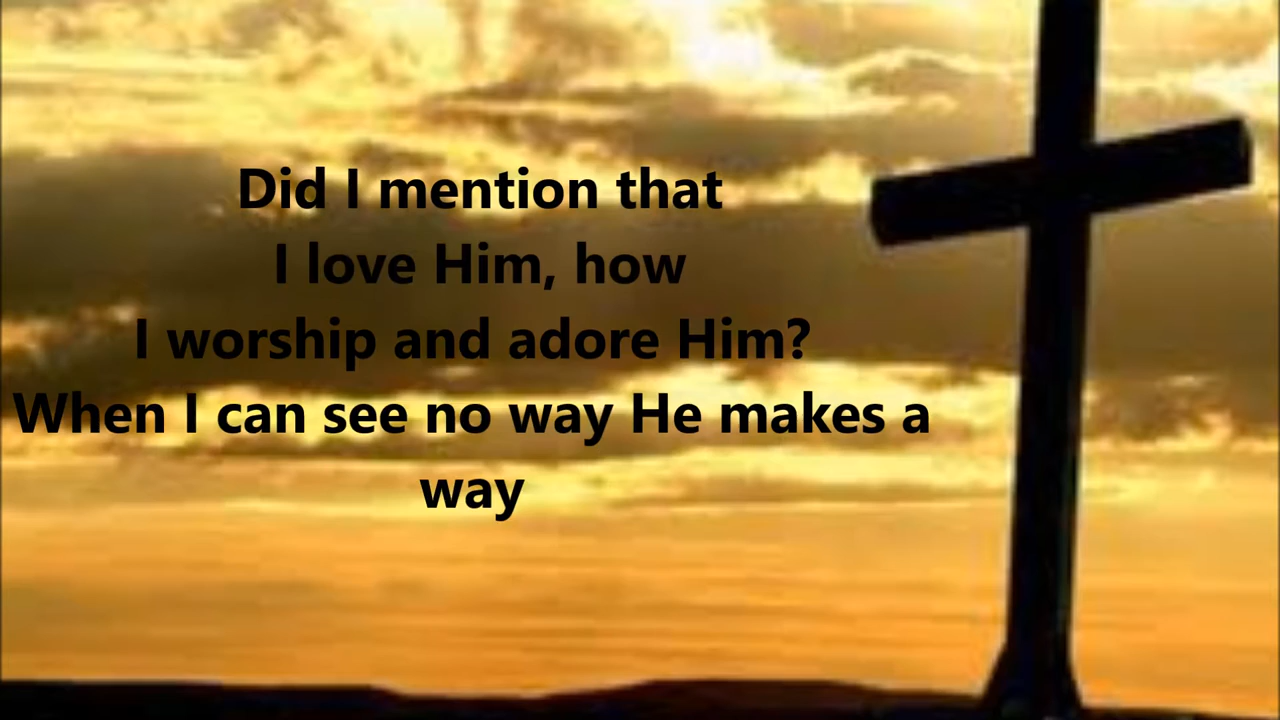 Did I mention that
I love Him, how
I worship and adore Him?
When I can see no way He makes a
way